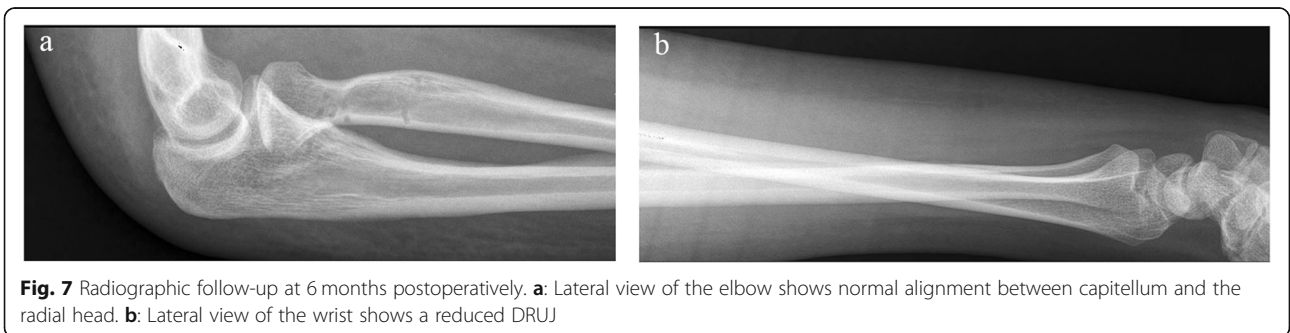 a
b
Fig. 7 Radiographic follow-up at 6 months postoperatively. a: Lateral view of the elbow shows normal alignment between capitellum and the
radial head. b: Lateral view of the wrist shows a reduced DRUJ